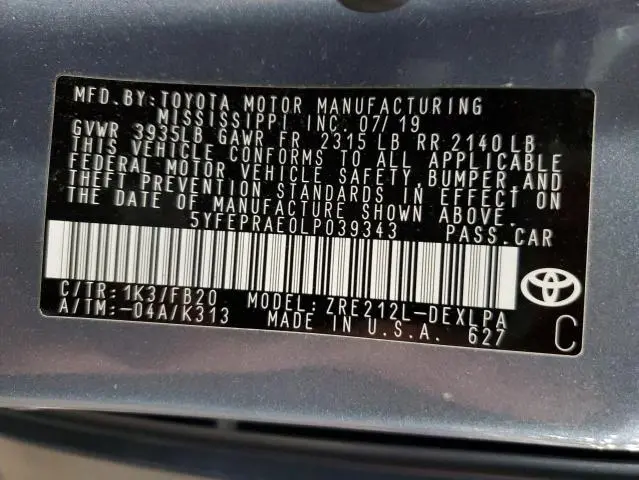 MFD.BY:TOYOTA MOTOR MANUFACTURING
MISSISSIPPI INC.07/19
GVWR 3935LB GAWR FR 2315 LB RR 2140 LB
THIS VEHICLE CONFORMS TO ALL APPLICABLE
FEDERAL MOTOR VEHICLE SAFETY, BUMPER, AND
THEFT PREVENTION STANDARDS IN EFFECT ON
THE DATE OF MANUFACTURE SHOWN ABOVE.
5YFEPRAE0LP039343 PASS.CAR
C/TR:1K3/FB20 MODEL:ZRE212L-DEXLPA
A/TM:-04A/K313 MADE IN U.S.A. 627
C